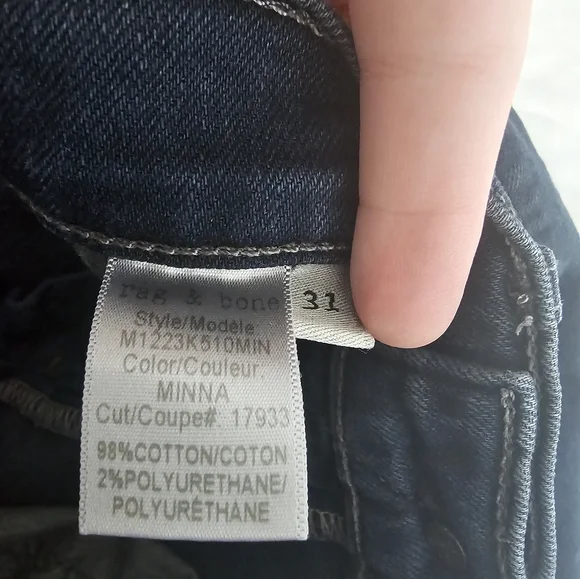 rag & bone
31
Style/Modèle
M1223K510MIN
Color/Couleur:
MINNA
Cut/Coupe#: 17933
98%COTTON/COTON
2%POLYURETHANE/
POLYURÉTHANE